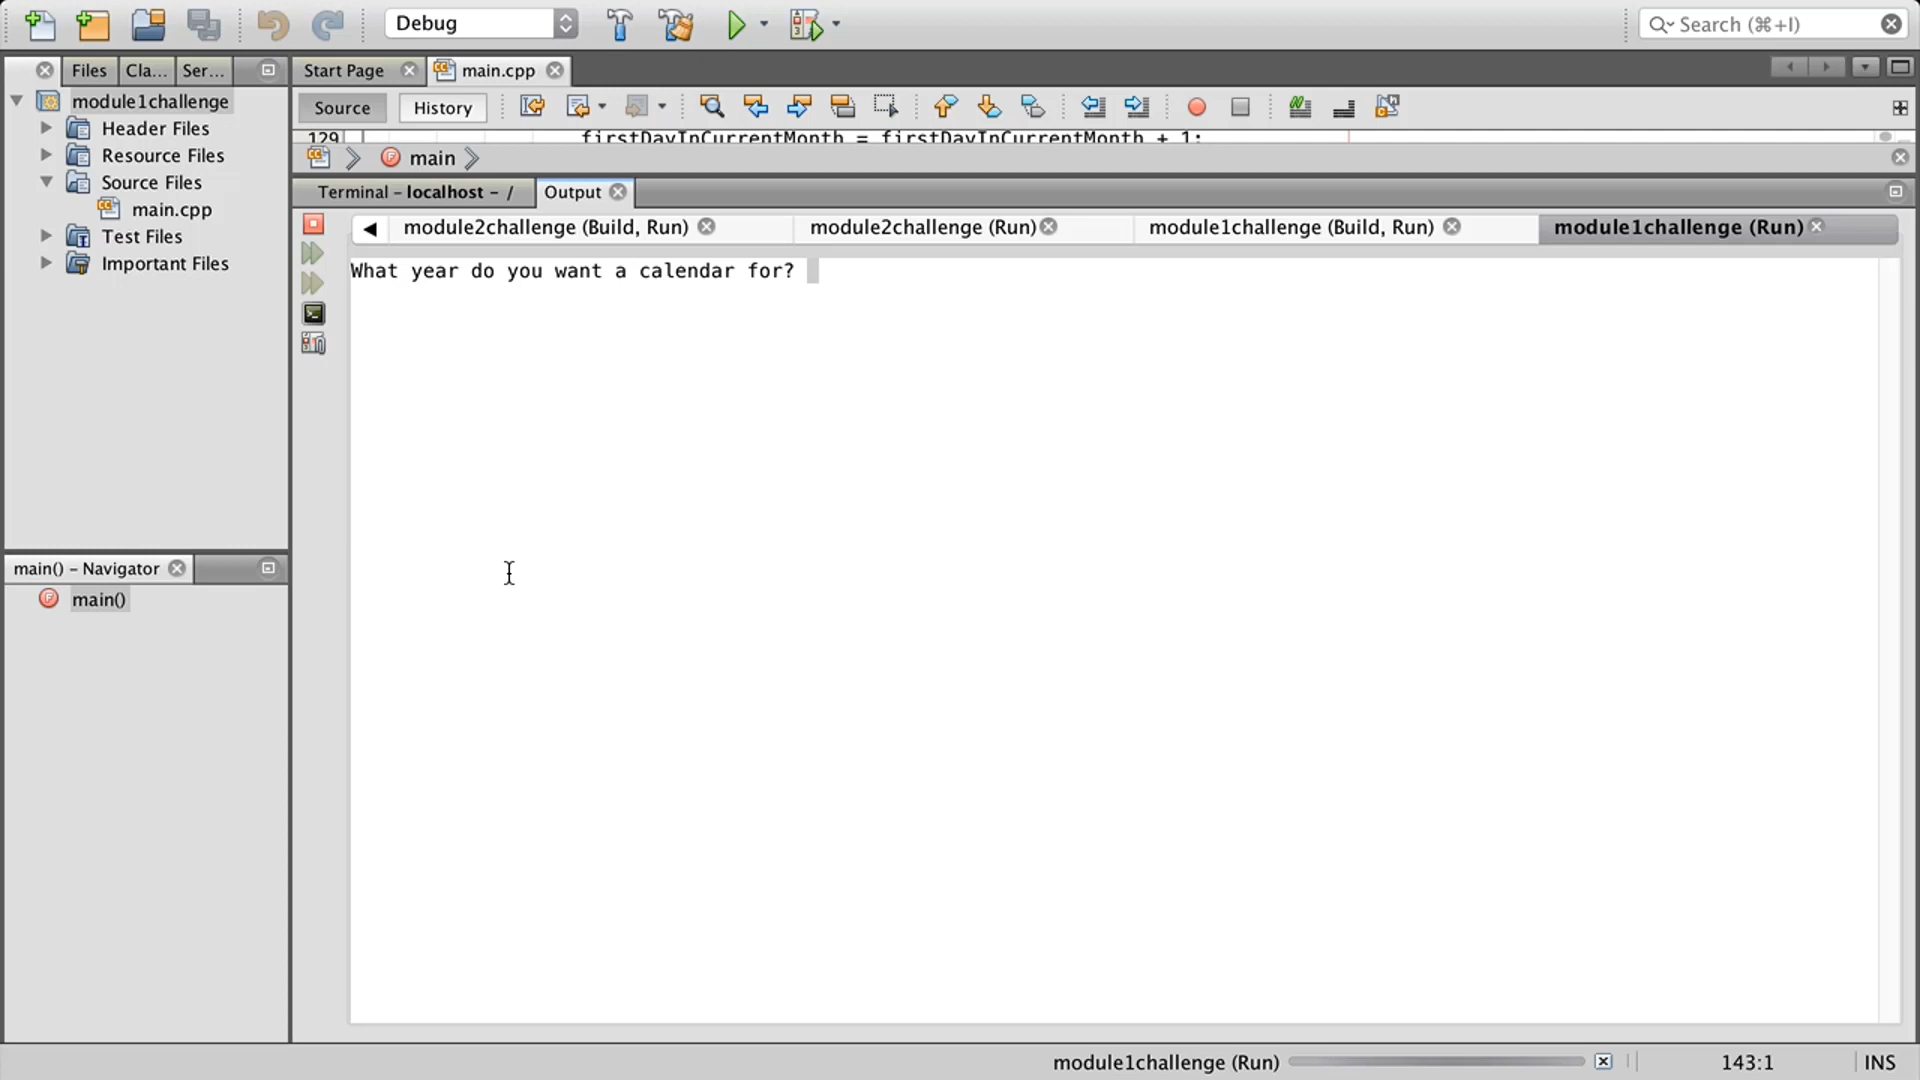 Debug
Search (⌘+I)
Files
Cla...
Ser...
Start Page
main.cpp
module1challenge
Source
History
Header Files
129
firstDayInCurrentMonth = firstDayInCurrentMonth + 1;
Resource Files
main
Source Files
Terminal – localhost – /
Output
main.cpp
module2challenge (Build, Run)
module2challenge (Run)
module1challenge (Build, Run)
module1challenge (Run)
Test Files
Important Files
What year do you want a calendar for?
main() – Navigator
main()
module1challenge (Run)
143:1
INS